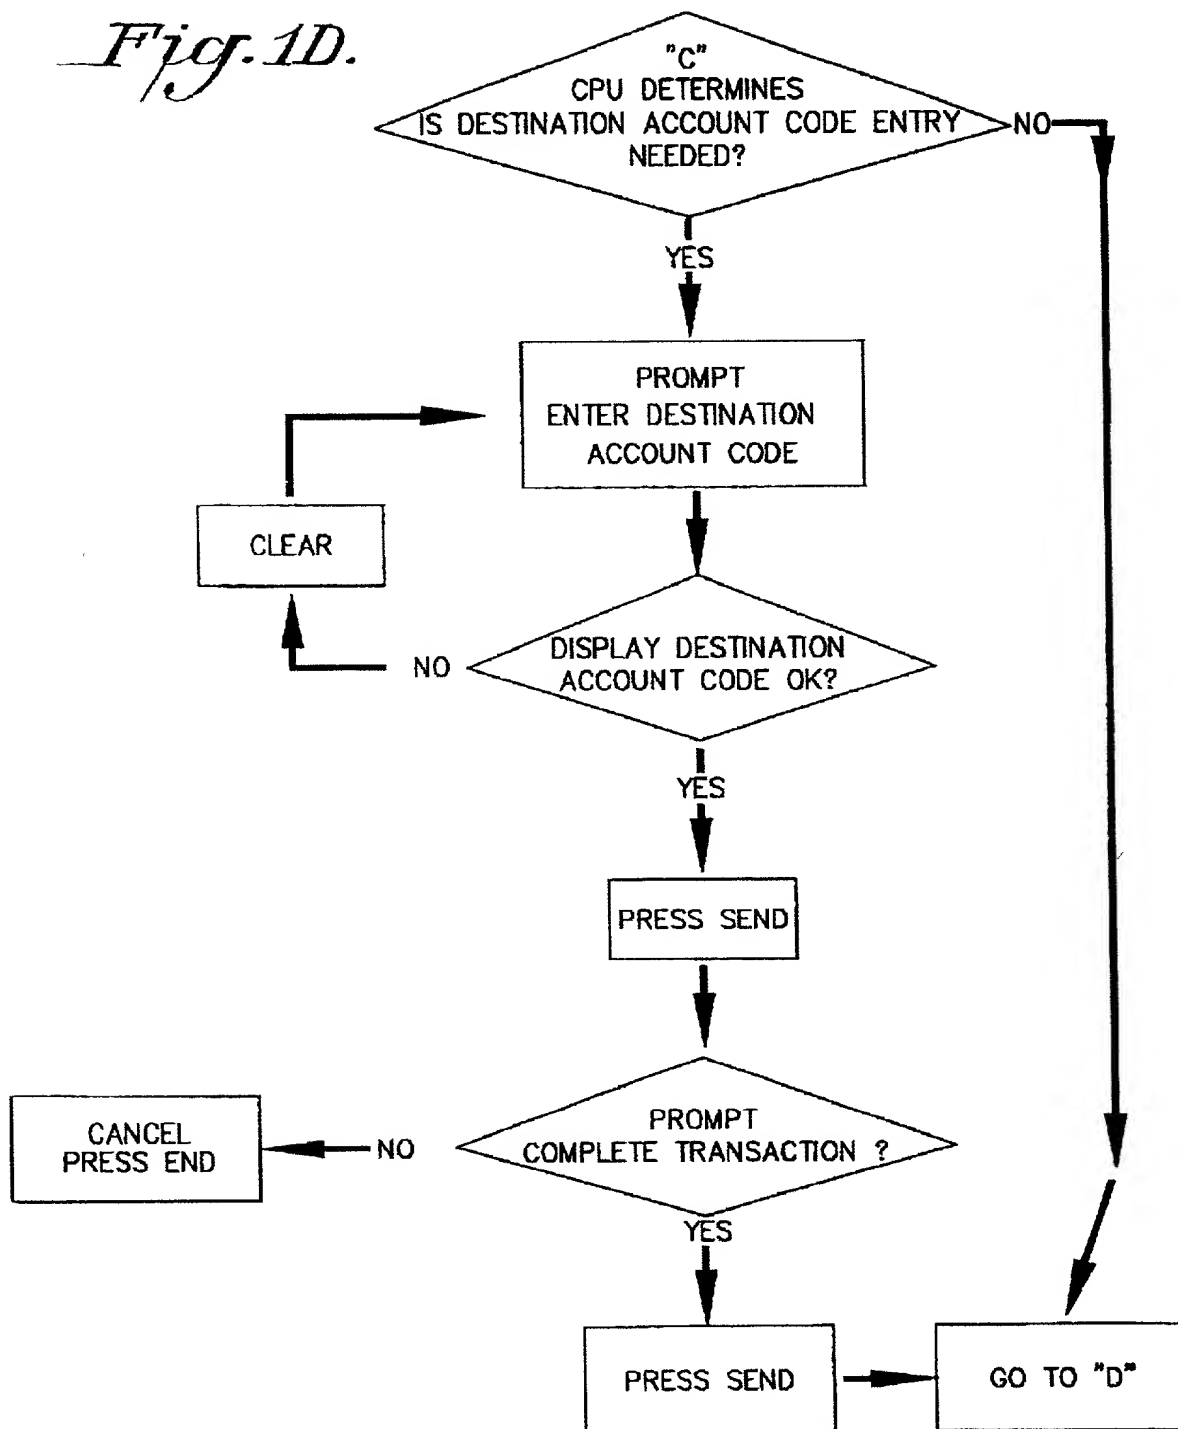 Fig. 1D.
"C"
CPU DETERMINES
IS DESTINATION ACCOUNT CODE ENTRY
NEEDED?
NO
YES
PROMPT
ENTER DESTINATION
ACCOUNT CODE
CLEAR
DISPLAY DESTINATION
ACCOUNT CODE OK?
NO
YES
PRESS SEND
PROMPT
COMPLETE TRANSACTION ?
NO
CANCEL
PRESS END
YES
PRESS SEND
GO TO "D"